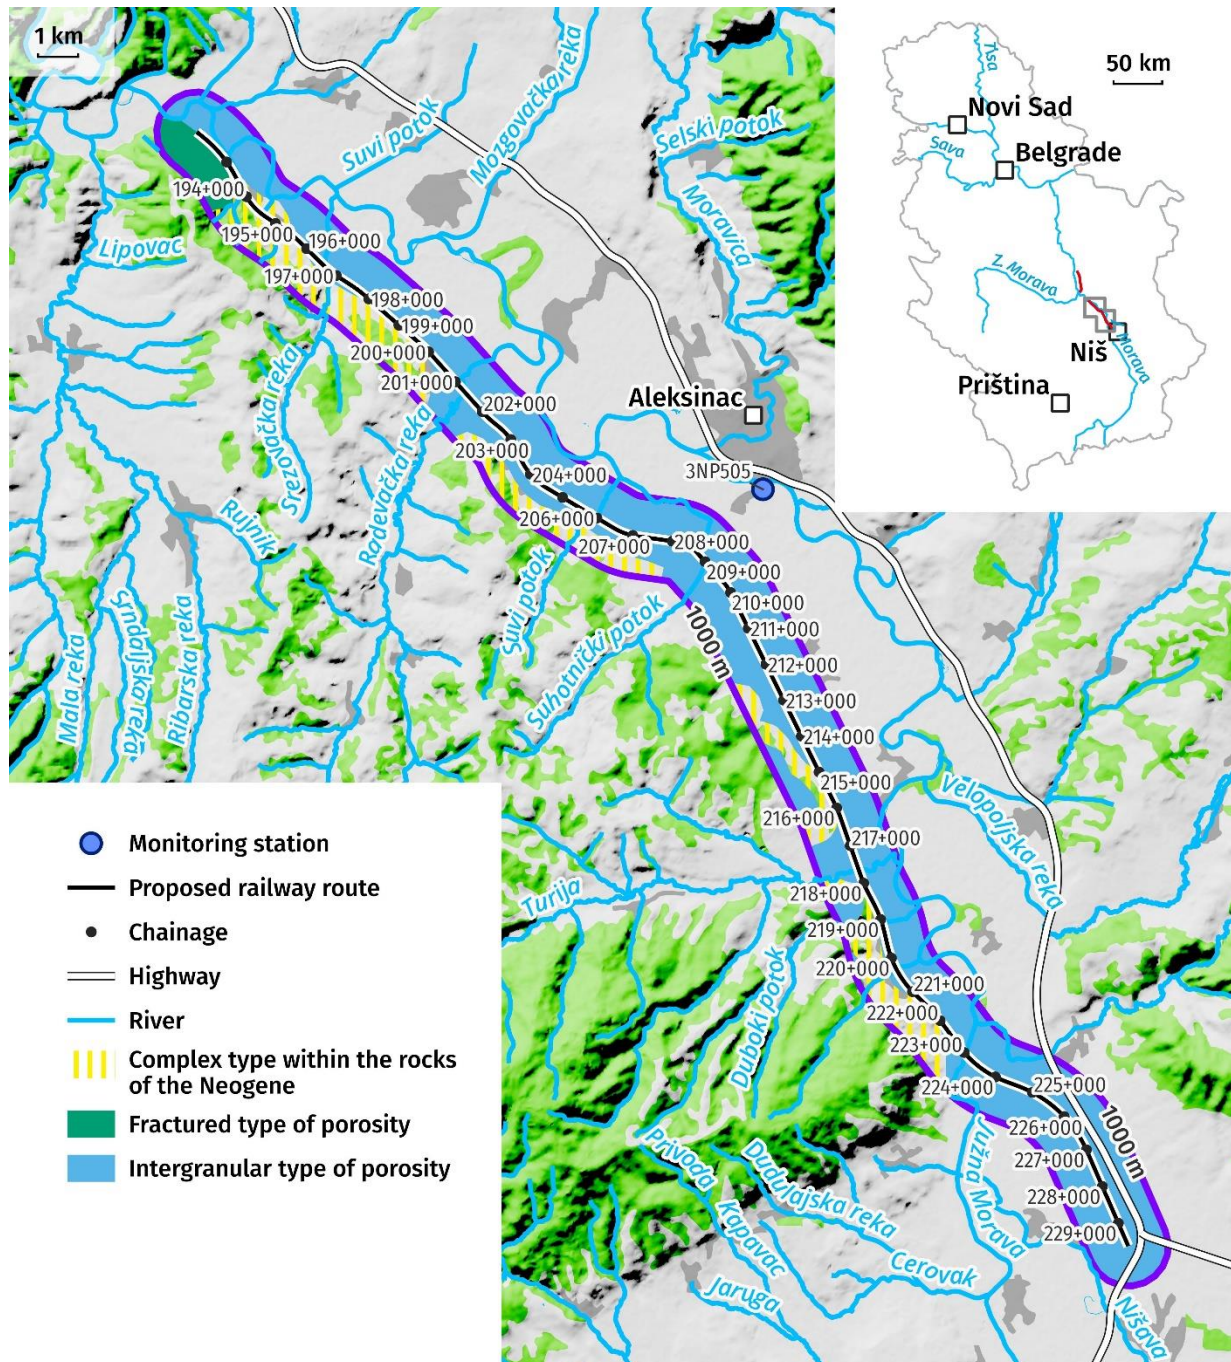 1 km
50 km
Tisa
Novi Sad
Sava
Belgrade
Z. Morava
Morava
Niš
Priština
Suvi potok
Mozgovačka reka
Selski potok
Moravica
194+000
195+000
196+000
Lipovac
197+000
198+000
199+000
200+000
201+000
202+000
Aleksinac
203+000
204+000
3NP505
206+000
207+000
208+000
209+000
210+000
211+000
212+000
213+000
214+000
215+000
216+000
217+000
218+000
219+000
220+000
221+000
222+000
223+000
224+000
225+000
226+000
227+000
228+000
229+000
Srezovačka reka
Radevačka reka
Rujnik
Ribarska reka
Srndaljska reka
Mala reka
Suvi potok
Suhotnički potok
1000 m
Velopoljska reka
Turija
Duboki potok
1000 m
Južna Morava
Privoda
Kapavac
Dudulajska reka
Cerovak
Jaruga
Nišava
Monitoring station
Proposed railway route
Chainage
Highway
River
Complex type within the rocks
of the Neogene
Fractured type of porosity
Intergranular type of porosity